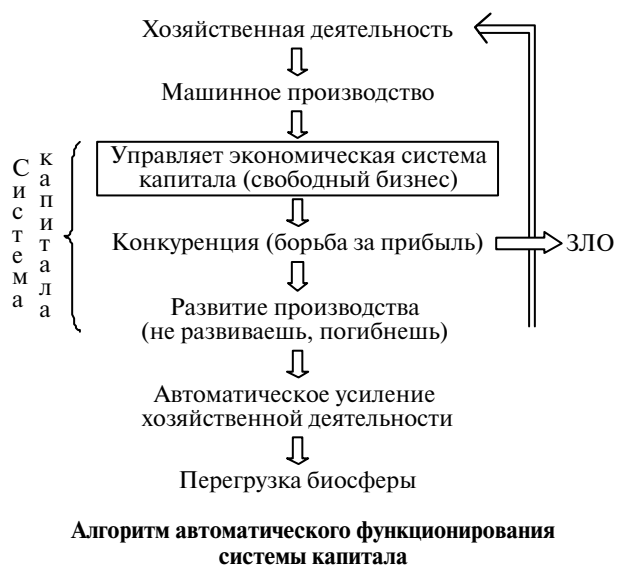 Хозяйственная деятельность
Машинное производство
Система
капитала
Управляет экономическая система
капитала (свободный бизнес)
Конкуренция (борьба за прибыль)
ЗЛО
Развитие производства
(не развиваешь, погибнешь)
Автоматическое усиление
хозяйственной деятельности
Перегрузка биосферы
Алгоритм автоматического функционирования
системы капитала